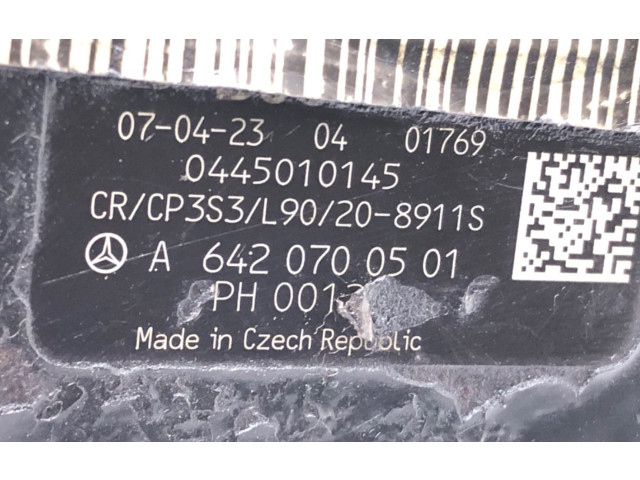 07-04-23 04 01769
0445010145
CR/CP3S3/L90/20-8911S
A 642 070 05 01
PH
Made in Czech Republic